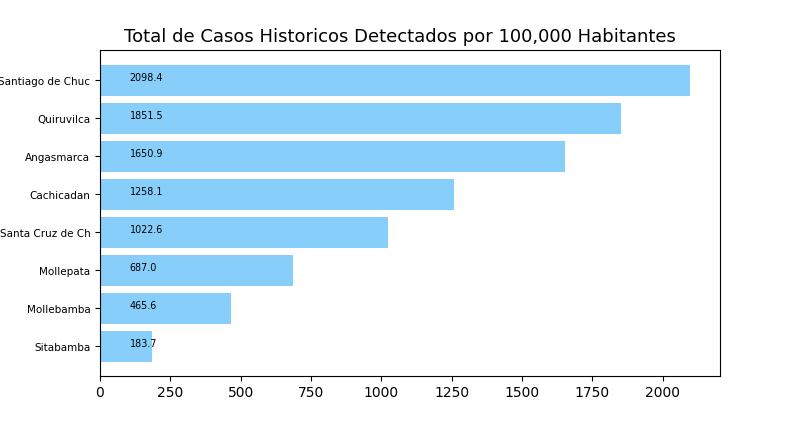 Total de Casos Historicos Detectados por 100,000 Habitantes
Santiago de Chuc 2098.4
Quiruvilca 1851.5
Angasmarca 1650.9
Cachicadan 1258.1
Santa Cruz de Ch 1022.6
Mollepata 687.0
Mollebamba 465.6
Sitabamba 183.7
0 250 500 750 1000 1250 1500 1750 2000